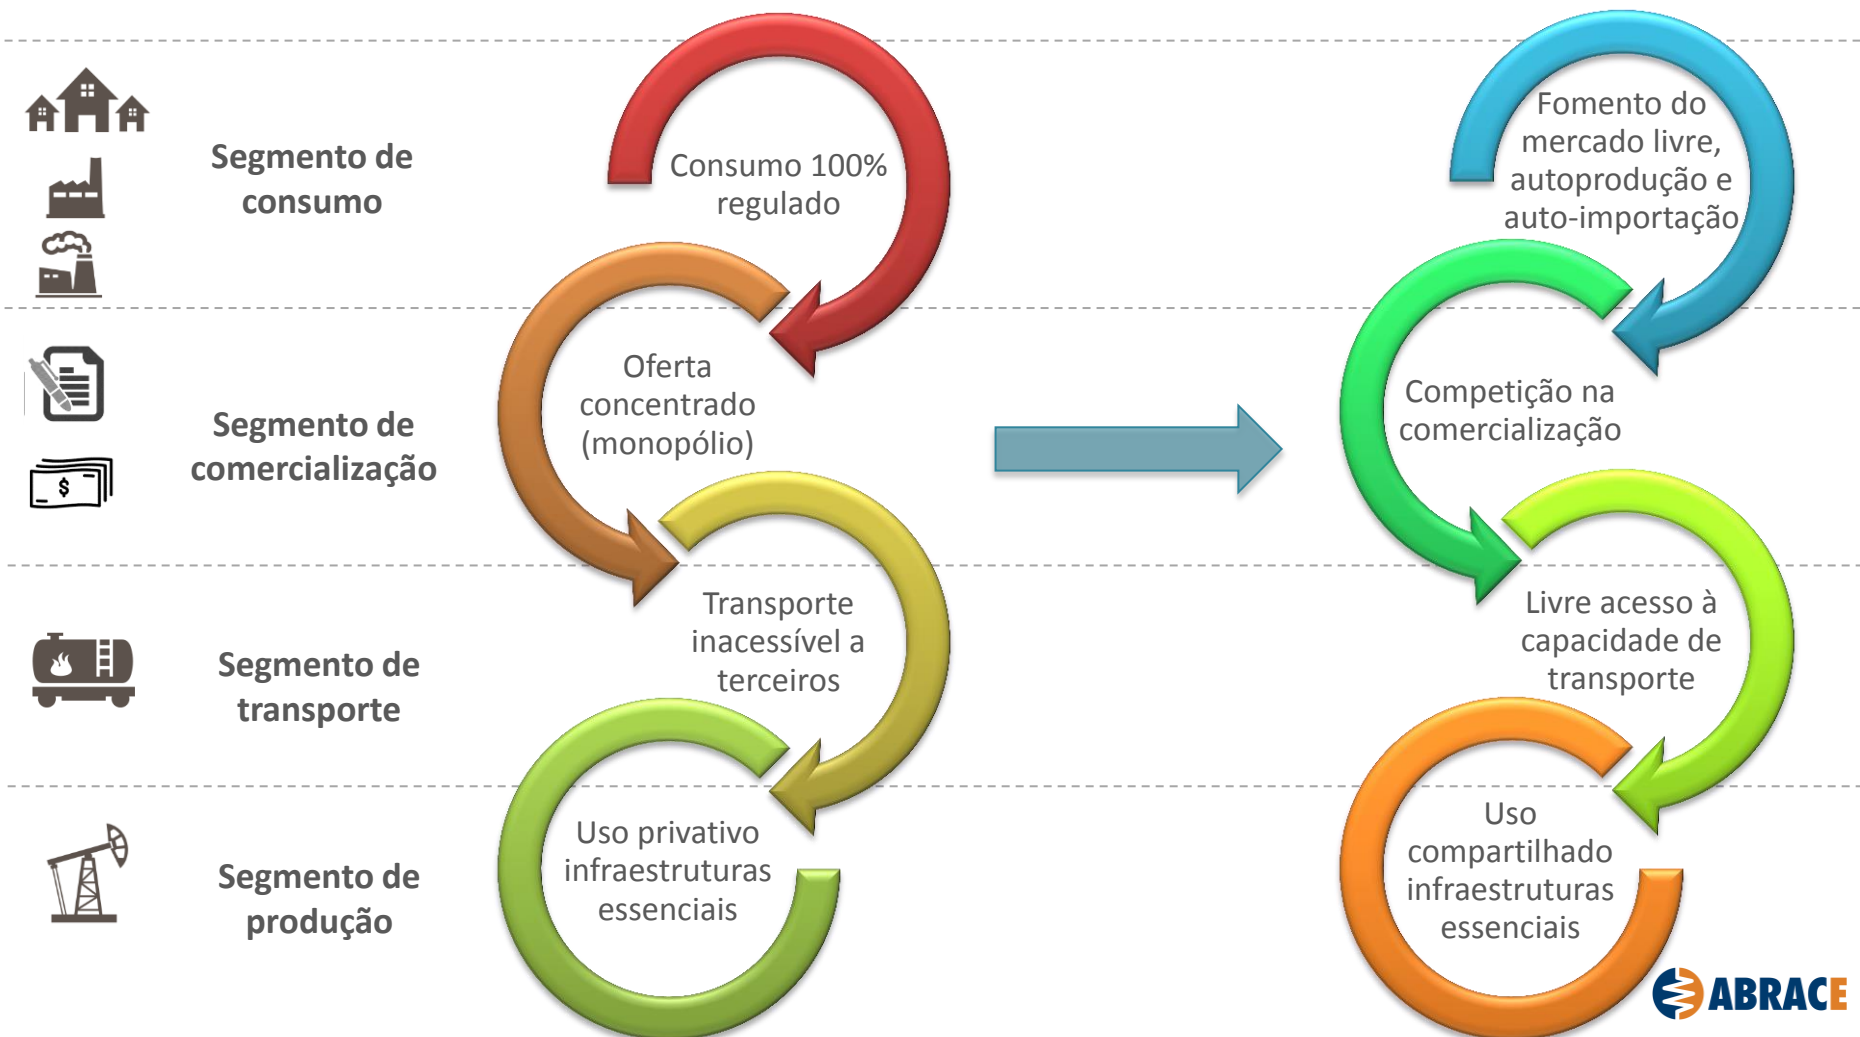 Segmento de
consumo
Consumo 100%
regulado
Fomento do
mercado livre,
autoprodução e
auto-importação
Segmento de
comercialização
$
Oferta
concentrado
(monopólio)
Competição na
comercialização
Segmento de
transporte
Transporte
inacessível a
terceiros
Livre acesso à
capacidade de
transporte
Segmento de
produção
Uso privativo
infraestruturas
essenciais
Uso
compartilhado
infraestruturas
essenciais
ABRACE